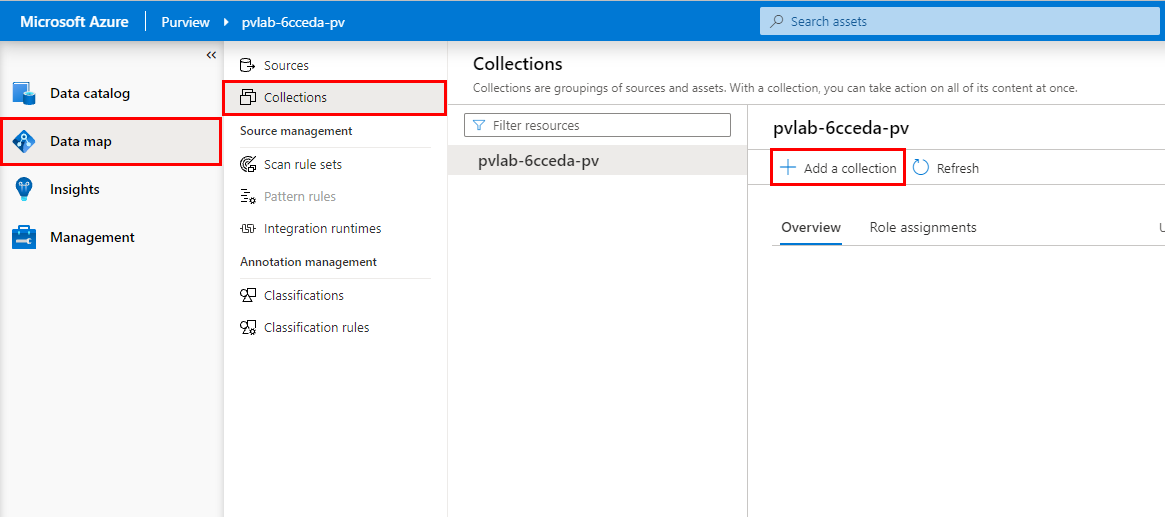 Microsoft Azure Purview pvlab-6cceda-pv Search assets
«
Data catalog
Data map
Insights
Management
Sources
Collections
Source management
Scan rule sets
Pattern rules
Integration runtimes
Annotation management
Classifications
Classification rules
Collections
Collections are groupings of sources and assets. With a collection, you can take action on all of its content at once.
Filter resources
pvlab-6cceda-pv
pvlab-6cceda-pv
Add a collection Refresh
Overview Role assignments